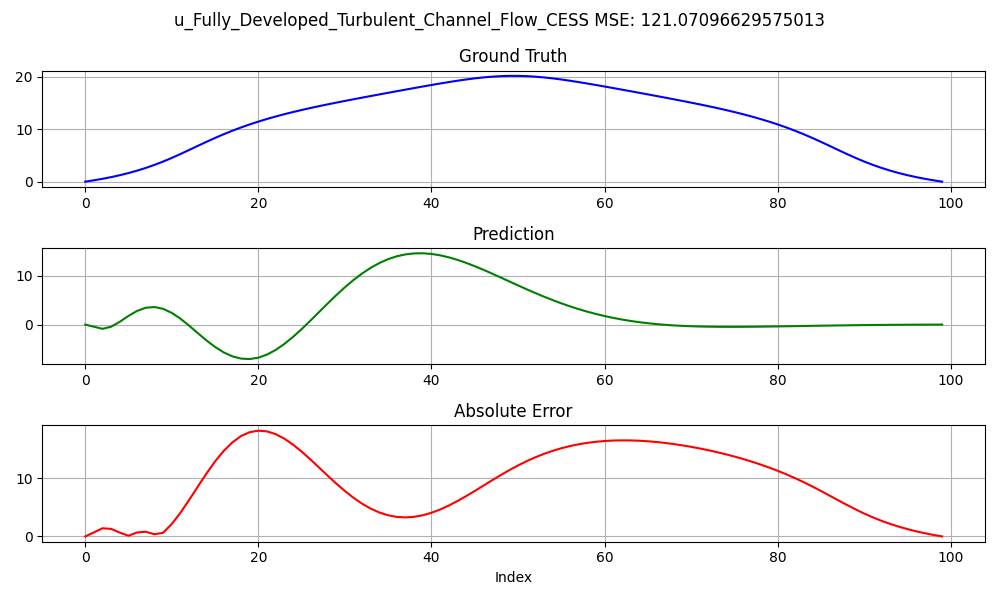 u_Fully_Developed_Turbulent_Channel_Flow_CESS MSE: 121.07096629575013
Ground Truth
20
10
0
0 20 40 60 80 100
Prediction
10
0
0 20 40 60 80 100
Absolute Error
10
0
0 20 40 60 80 100
Index